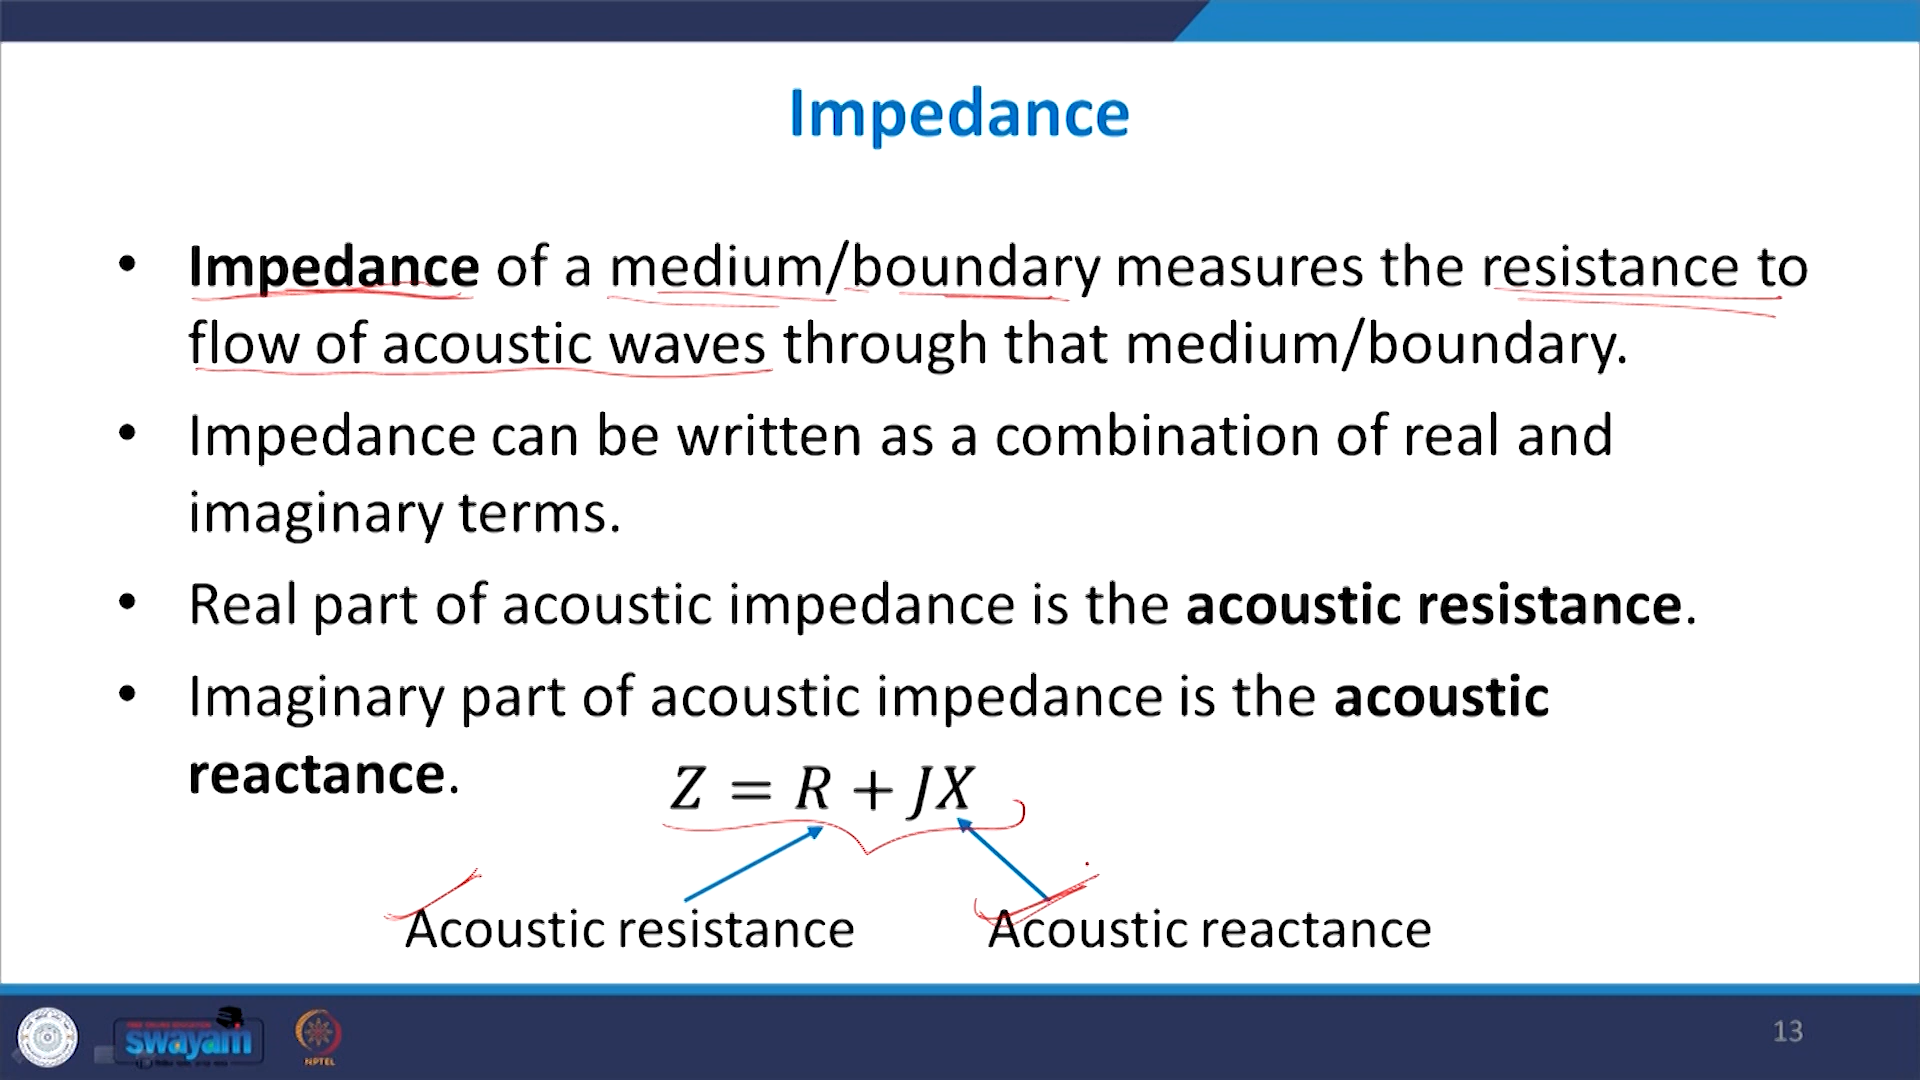 Impedance
• Impedance of a medium/boundary measures the resistance to
flow of acoustic waves through that medium/boundary.
• Impedance can be written as a combination of real and
imaginary terms.
• Real part of acoustic impedance is the acoustic resistance.
• Imaginary part of acoustic impedance is the acoustic
reactance.
Z = R + JX
Acoustic resistance Acoustic reactance
swayam
NPTEL
13